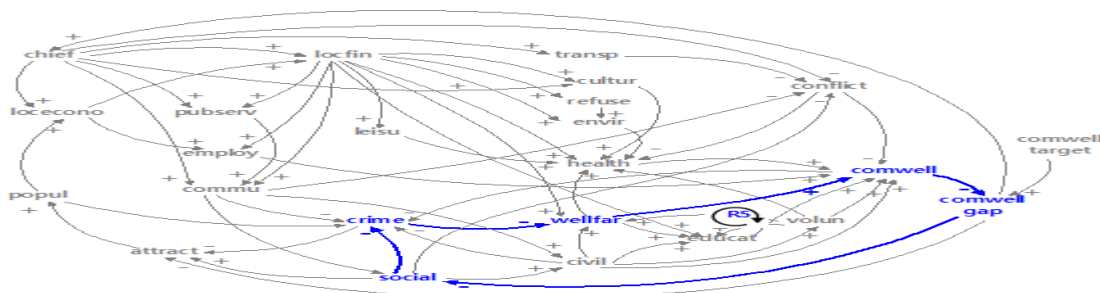 chief
locfin
transp
cultur
conflict
refuse
locecono
pubserv
envir
leisu
comwell
target
employ
health
comwell
popul
commu
comwell
gap
crime
wellfar
R5
volun
educat
attract
civil
social